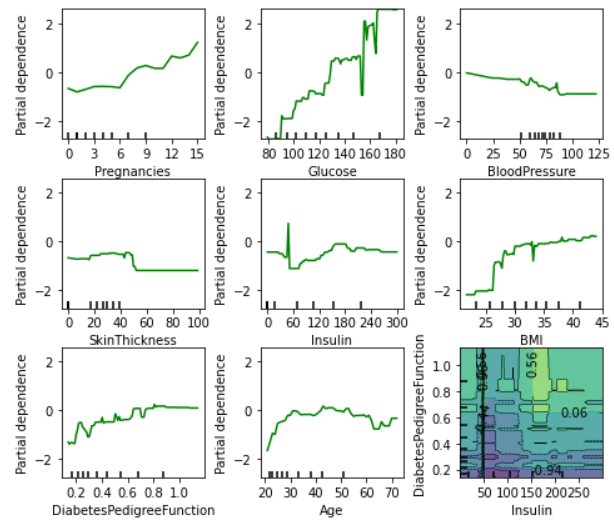 Partial dependence
2
0
−2
0 3 6 9 12 15
Pregnancies
Partial dependence
2
0
−2
80 100 120 140 160 180
Glucose
Partial dependence
2
0
−2
0 25 50 75 100 125
BloodPressure
Partial dependence
2
0
−2
0 20 40 60 80 100
SkinThickness
Partial dependence
2
0
−2
0 60 120 180 240 300
Insulin
Partial dependence
2
0
−2
25 30 35 40
BMI
Partial dependence
2
0
−2
0.2 0.4 0.6 0.8 1.0
DiabetesPedigreeFunction
Partial dependence
2
0
−2
20 30 40 50 60 70
Age
DiabetesPedigreeFunction
1.0
0.8
0.6
0.4
0.2
0.56
0.06
-0.94
50 100150200250
Insulin